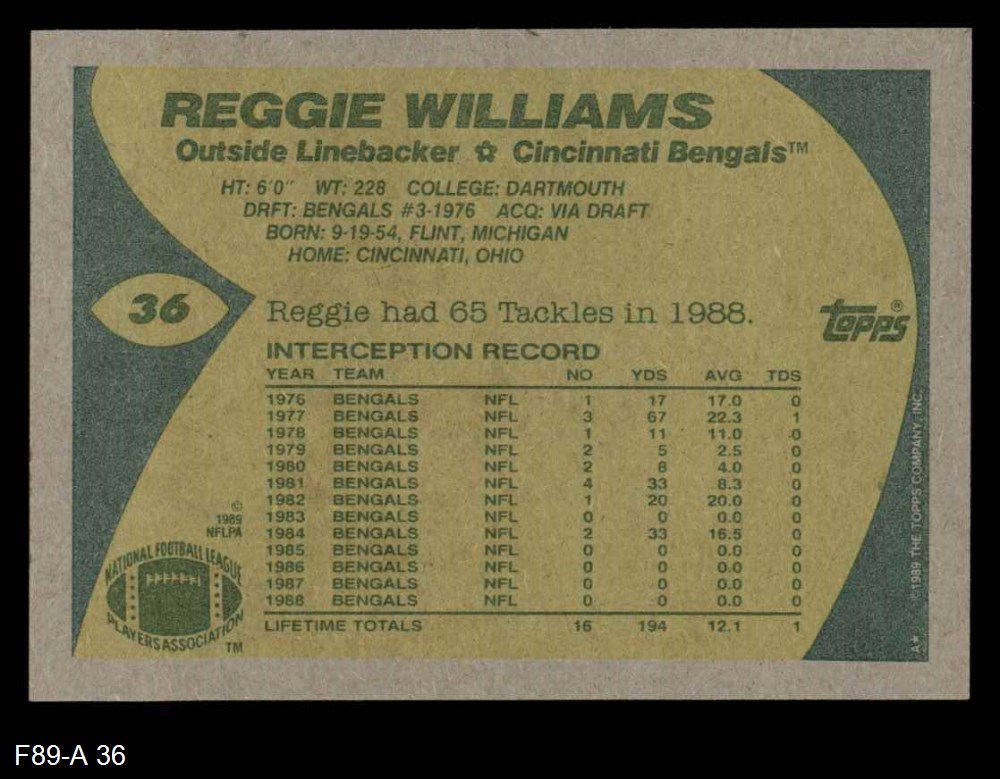 REGGIE WILLIAMS
Outside Linebacker ☆ Cincinnati Bengals™
HT: 6'0" WT: 228 COLLEGE: DARTMOUTH
DRFT: BENGALS #3-1976 ACQ: VIA DRAFT
BORN: 9-19-54, FLINT, MICHIGAN
HOME: CINCINNATI, OHIO
36
Reggie had 65 Tackles in 1988.
topps®
INTERCEPTION RECORD
YEAR TEAM NO YDS AVG TDS
1976 BENGALS NFL 1 17 17.0 0
1977 BENGALS NFL 3 67 22.3 1
1978 BENGALS NFL 1 11 11.0 0
1979 BENGALS NFL 2 5 2.5 0
1980 BENGALS NFL 2 8 4.0 0
1981 BENGALS NFL 4 33 8.3 0
1982 BENGALS NFL 1 20 20.0 0
1983 BENGALS NFL 0 0 0.0 0
1984 BENGALS NFL 2 33 16.5 0
1985 BENGALS NFL 0 0 0.0 0
1986 BENGALS NFL 0 0 0.0 0
1987 BENGALS NFL 0 0 0.0 0
1988 BENGALS NFL 0 0 0.0 0
LIFETIME TOTALS 16 194 12.1 1
©
1989
NFLPA
NATIONAL FOOTBALL LEAGUE
PLAYERS ASSOCIATION
TM
A* ©1989 THE TOPPS COMPANY, INC.
F89-A 36